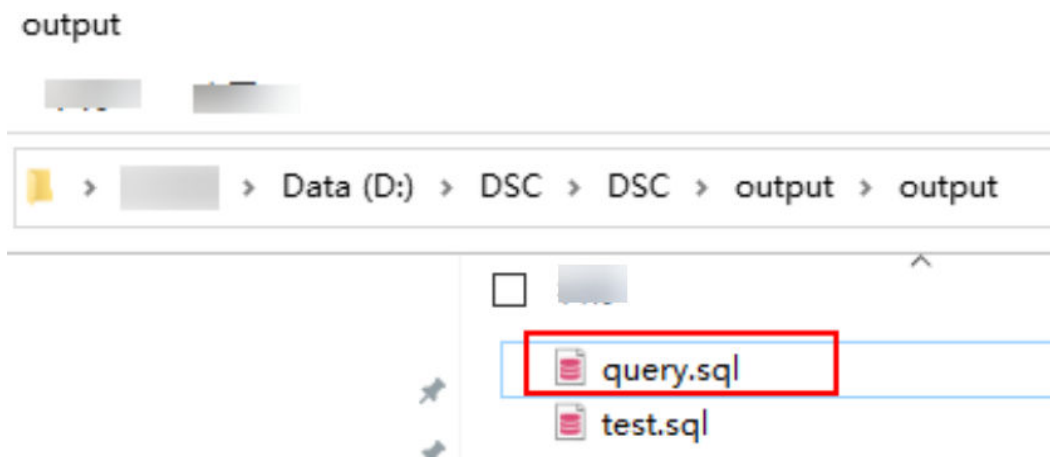 output
> > Data (D:) > DSC > DSC > output > output
query.sql
test.sql